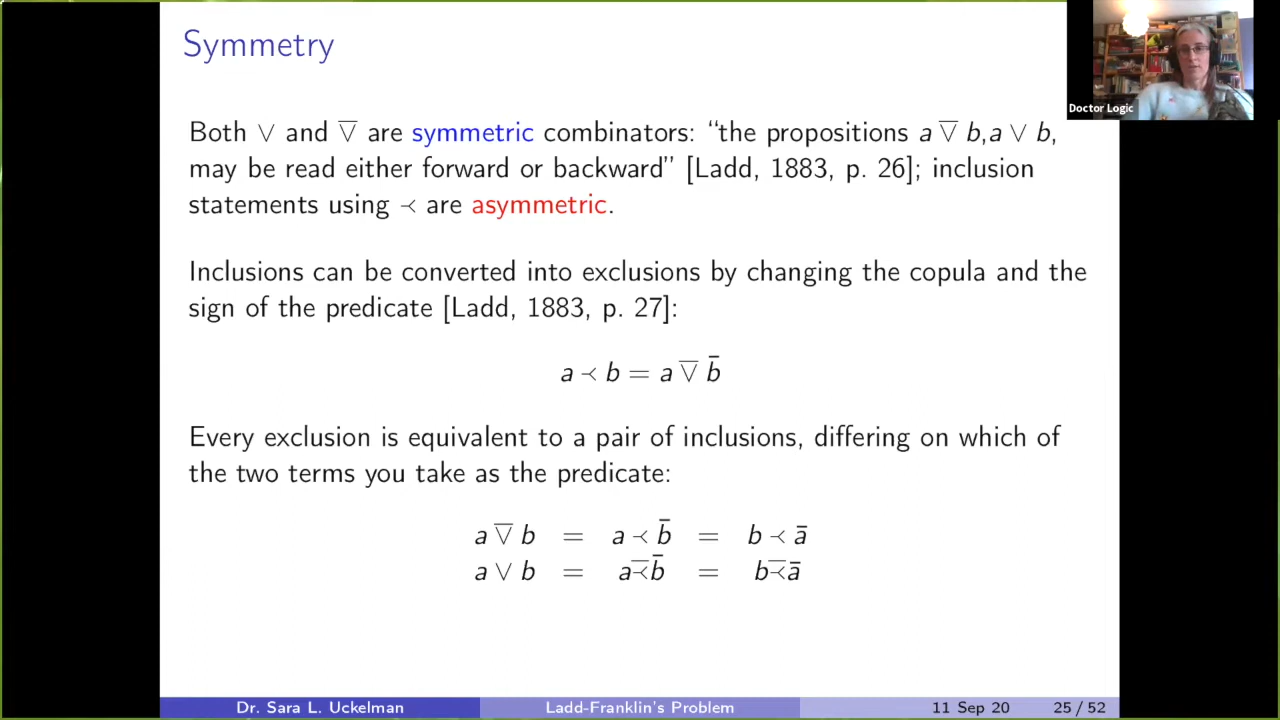 Symmetry
Doctor Logic
Both ∨ and ∨̅ are symmetric combinators: “the propositions a ∨̅ b,a ∨ b,
may be read either forward or backward” [Ladd, 1883, p. 26]; inclusion
statements using ≺ are asymmetric.
Inclusions can be converted into exclusions by changing the copula and the
sign of the predicate [Ladd, 1883, p. 27]:
a ≺ b = a ∨̅ b̄
Every exclusion is equivalent to a pair of inclusions, differing on which of
the two terms you take as the predicate:
a ∨̅ b = a ≺ b̄ = b ≺ ā
a ∨ b = a≺̅b̄ = b≺̅ā
Dr. Sara L. Uckelman Ladd-Franklin's Problem 11 Sep 20 25 / 52